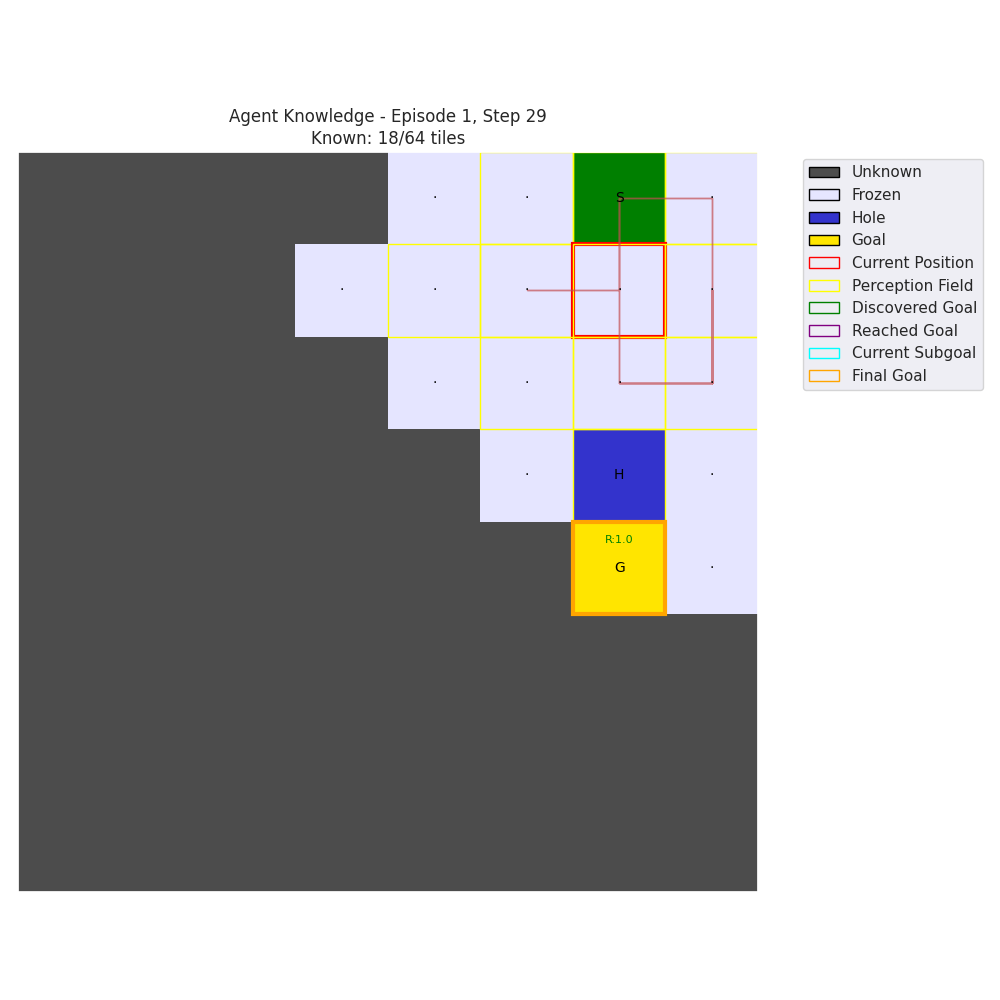 Agent Knowledge - Episode 1, Step 29
Known: 18/64 tiles
· · S ·
· · · · ·
· · · ·
· H ·
R:1.0
G ·
Unknown
Frozen
Hole
Goal
Current Position
Perception Field
Discovered Goal
Reached Goal
Current Subgoal
Final Goal